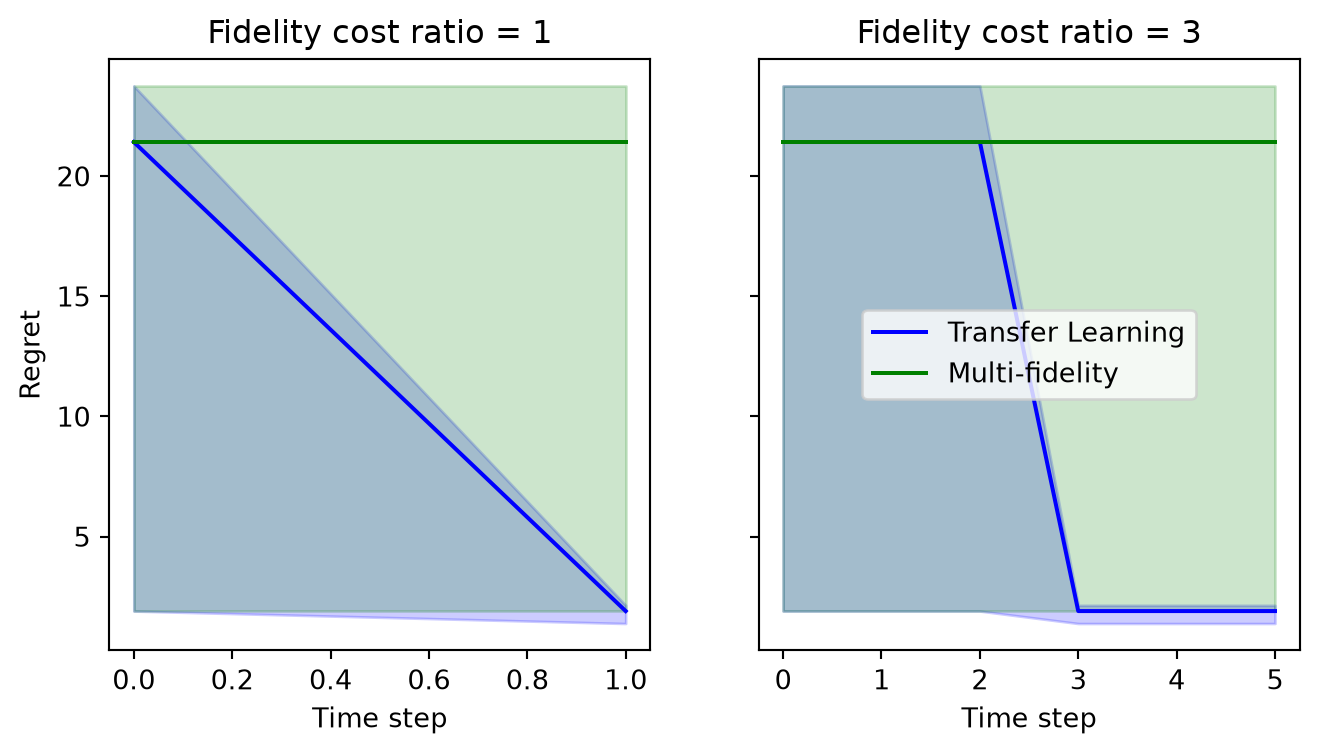 Fidelity cost ratio = 1
Fidelity cost ratio = 3
Regret
20
15
10
5
0.0 0.2 0.4 0.6 0.8 1.0
Time step
Transfer Learning
Multi-fidelity
0 1 2 3 4 5
Time step